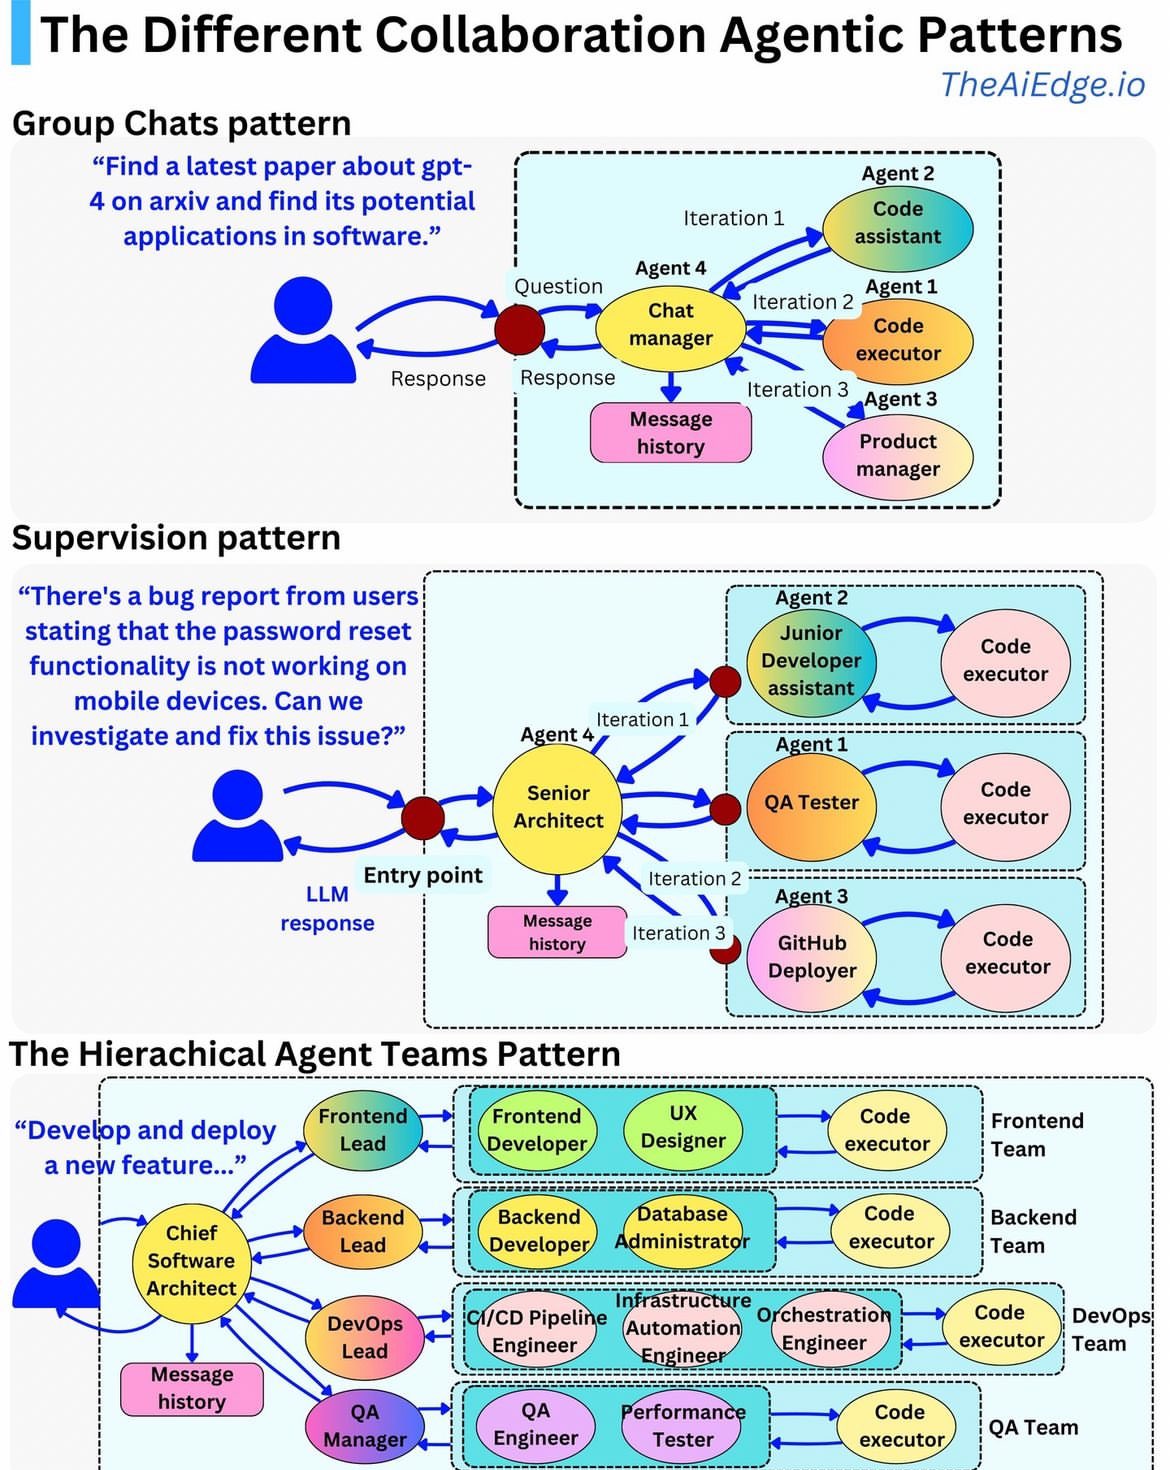 The Different Collaboration Agentic Patterns
TheAiEdge.io
Group Chats pattern
“Find a latest paper about gpt-
4 on arxiv and find its potential
applications in software.”
Response
Question
Response
Agent 4
Chat
manager
Message
history
Iteration 1
Iteration 2
Iteration 3
Agent 2
Code
assistant
Agent 1
Code
executor
Agent 3
Product
manager
Supervision pattern
“There's a bug report from users
stating that the password reset
functionality is not working on
mobile devices. Can we
investigate and fix this issue?”
LLM
response
Entry point
Agent 4
Senior
Architect
Message
history
Iteration 1
Iteration 2
Iteration 3
Agent 2
Junior
Developer
assistant
Code
executor
Agent 1
QA Tester
Code
executor
Agent 3
GitHub
Deployer
Code
executor
The Hierachical Agent Teams Pattern
“Develop and deploy
a new feature...”
Chief
Software
Architect
Message
history
Frontend
Lead
Frontend
Developer
UX
Designer
Code
executor
Frontend
Team
Backend
Lead
Backend
Developer
Database
Administrator
Code
executor
Backend
Team
DevOps
Lead
CI/CD Pipeline
Engineer
Infrastructure
Automation
Engineer
Orchestration
Engineer
Code
executor
DevOps
Team
QA
Manager
QA
Engineer
Performance
Tester
Code
executor
QA Team